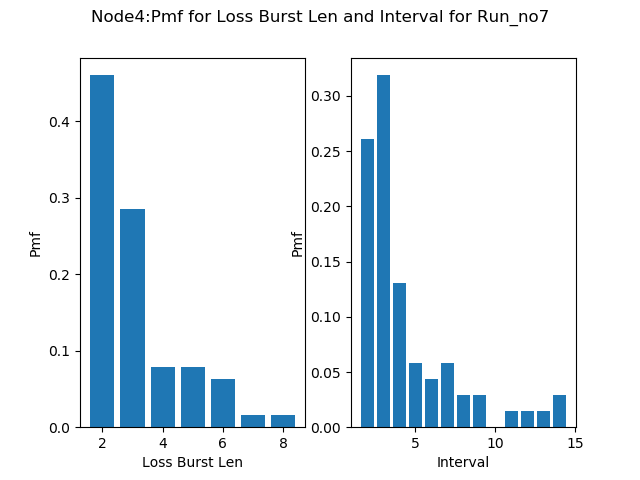 Node4:Pmf for Loss Burst Len and Interval for Run_no7
0.4
0.3
0.2
0.1
0.0
Pmf
2 4 6 8
Loss Burst Len
0.30
0.25
0.20
0.15
0.10
0.05
0.00
Pmf
5 10 15
Interval